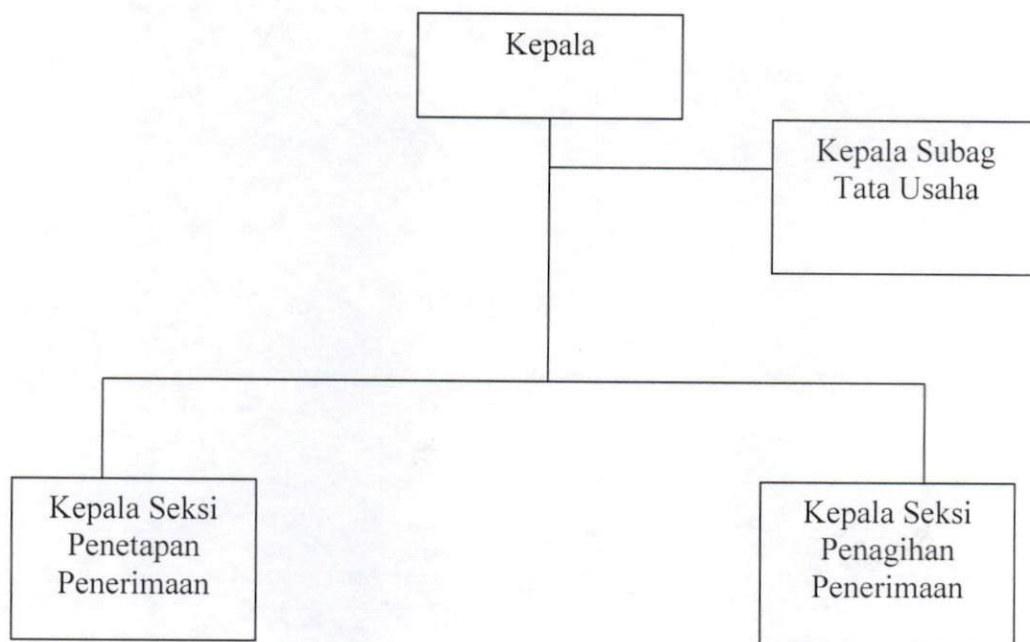 Kepala
Kepala Subag
Tata Usaha
Kepala Seksi
Penetapan
Penerimaan
Kepala Seksi
Penagihan
Penerimaan